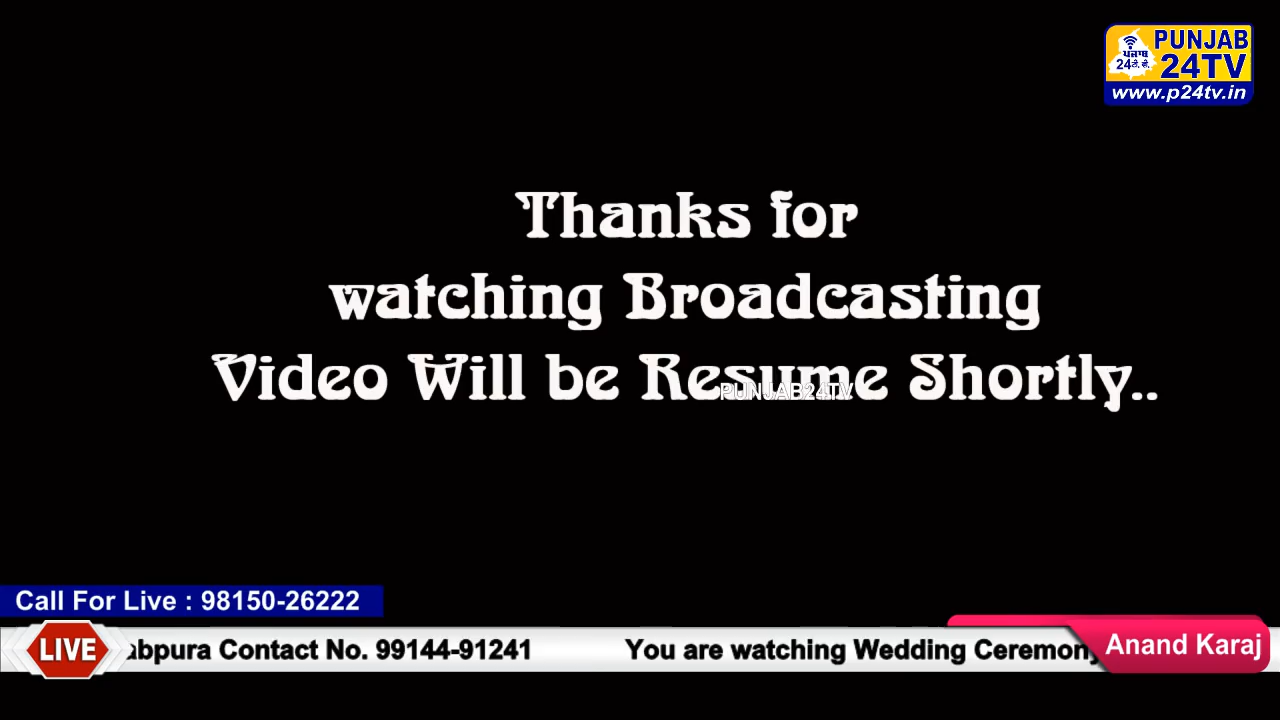 PUNJAB
24TV
ਪੰਜਾਬ
24ਟੀ.ਵੀ.
www.p24tv.in
Thanks for
watching Broadcasting
Video Will be Resume Shortly..
PUNJAB24TV
Call For Live : 98150-26222
LIVE
abpura Contact No. 99144-91241 You are watching Wedding Ceremony
Anand Karaj